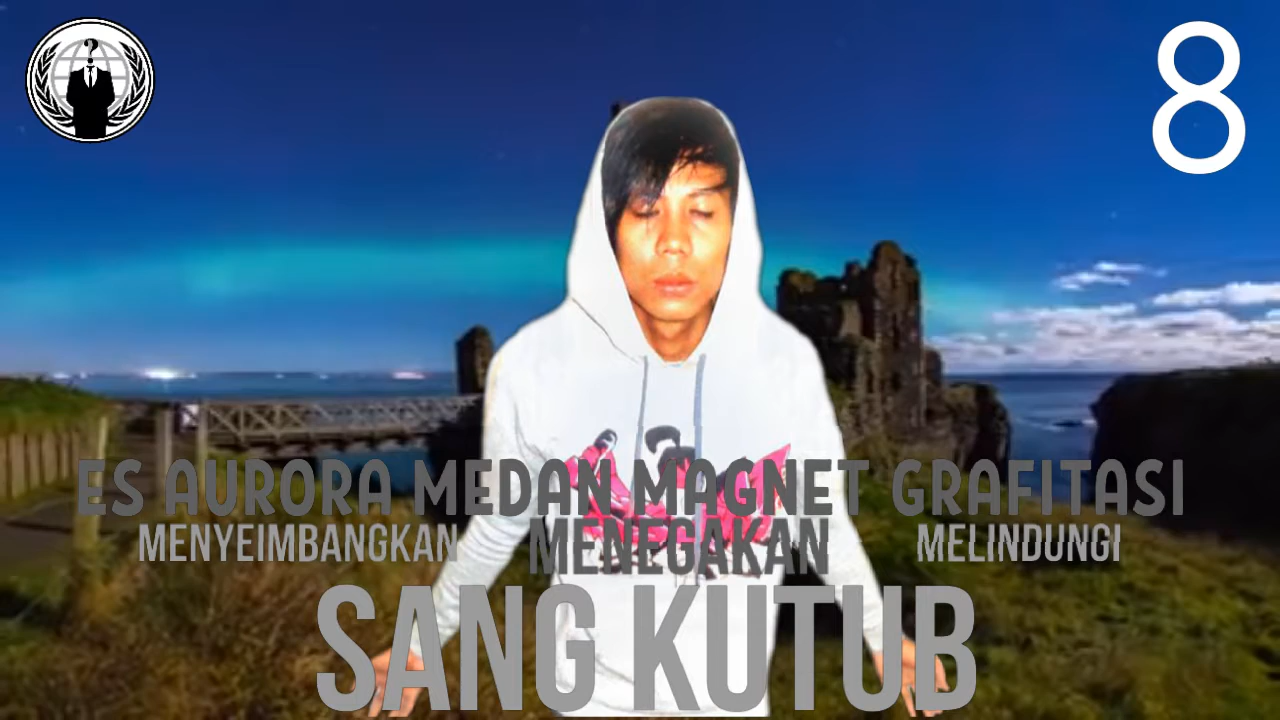 ?
8
ES AURORA MEDAN MAGNET GRAFITASI
MENYEIMBANGKAN MENEGAKAN MELINDUNGI
SANG KUTUB